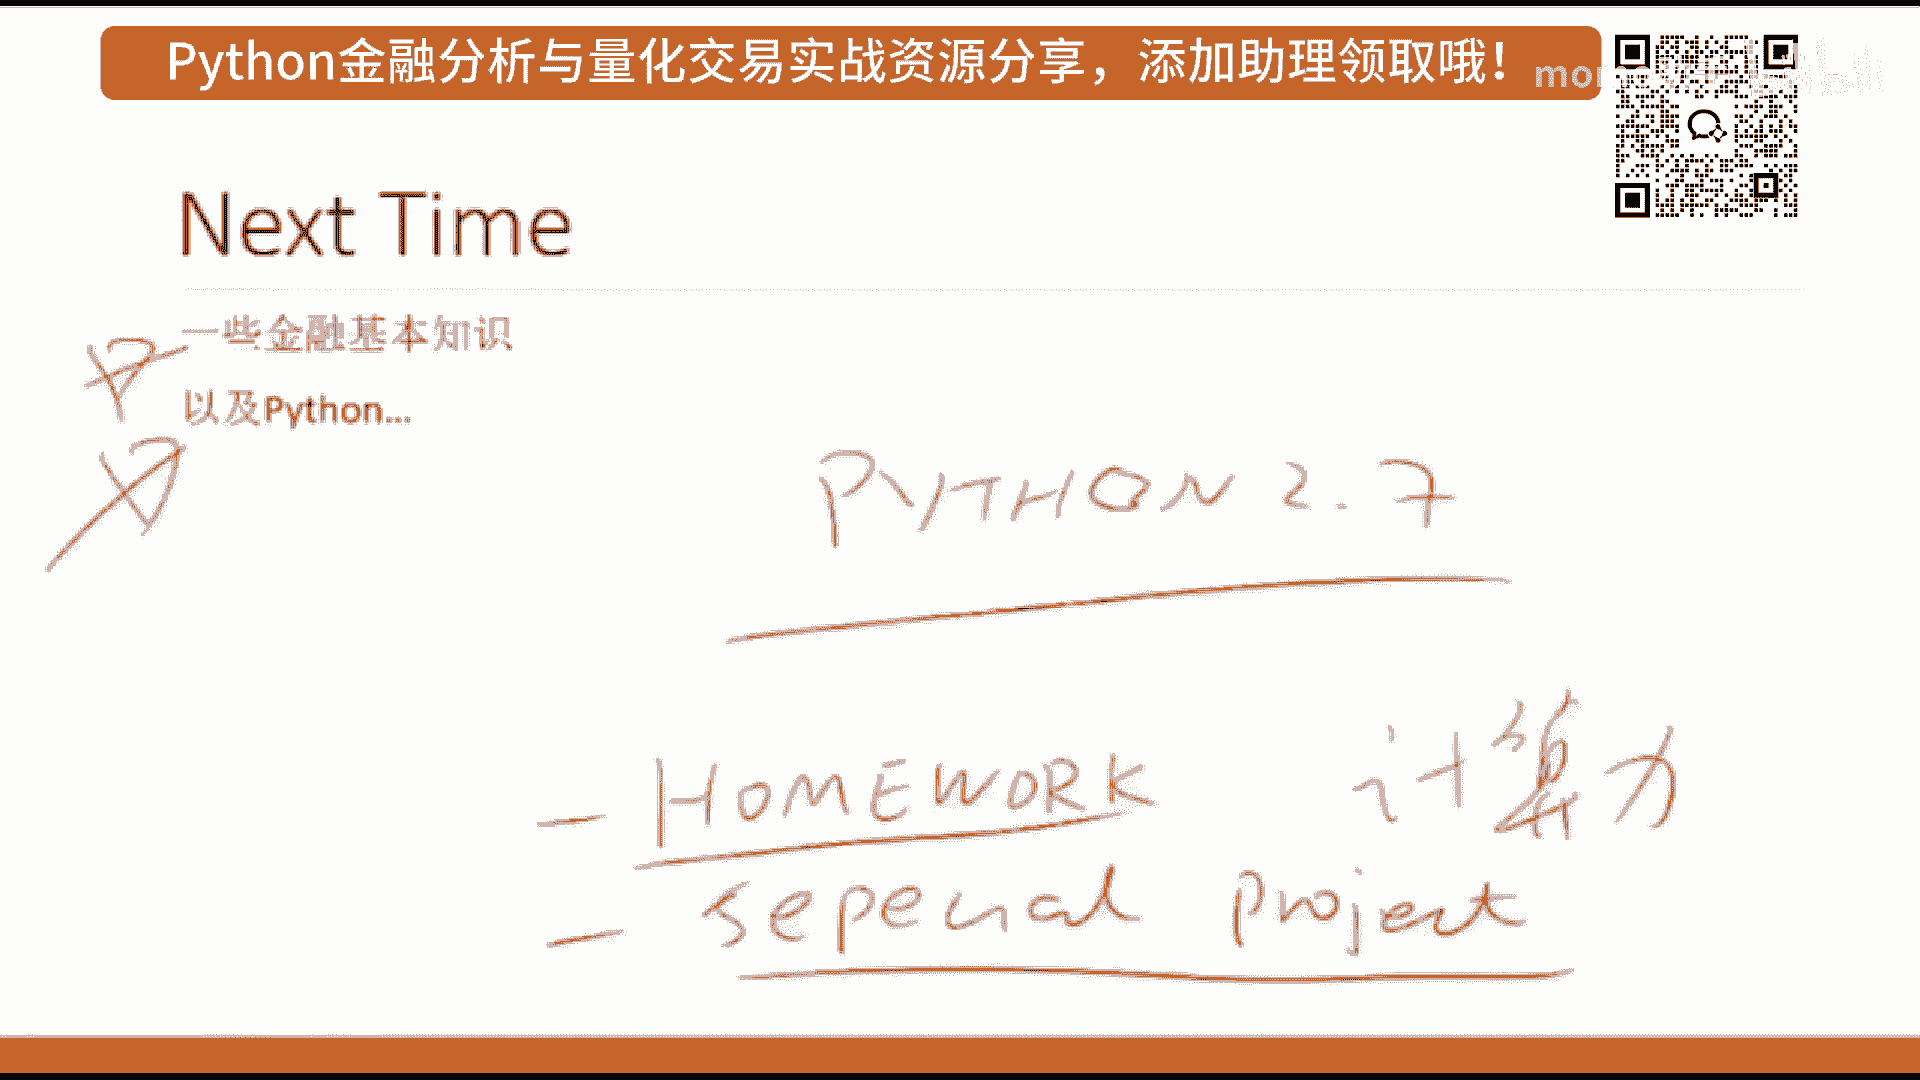 Python金融分析与量化交易实战资源分享，添加助理领取哦！
Next Time
一些金融基本知识
以及Python...
PYTHON 2.7
- HOMEWORK 计算力
- sepecial project